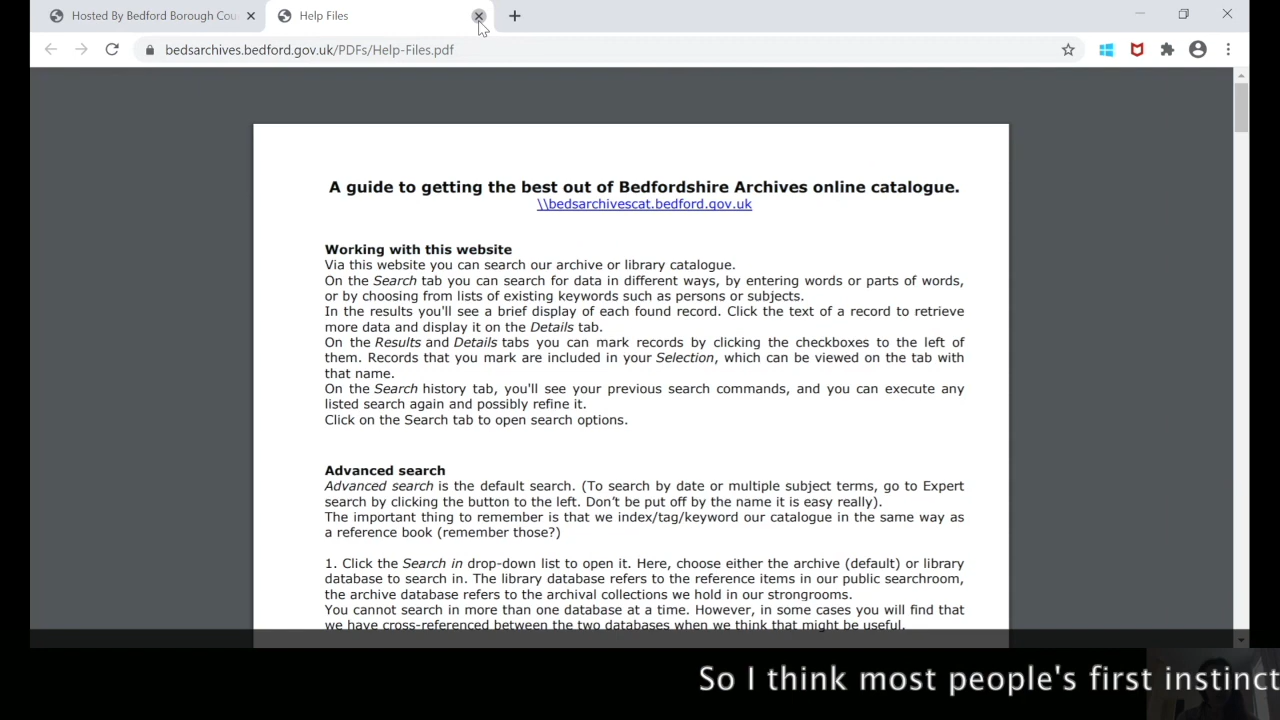 Hosted By Bedford Borough Cou
Help Files
bedsarchives.bedford.gov.uk/PDFs/Help-Files.pdf
A guide to getting the best out of Bedfordshire Archives online catalogue.
\\bedsarchivescat.bedford.gov.uk
Working with this website
Via this website you can search our archive or library catalogue.
On the Search tab you can search for data in different ways, by entering words or parts of words,
or by choosing from lists of existing keywords such as persons or subjects.
In the results you'll see a brief display of each found record. Click the text of a record to retrieve
more data and display it on the Details tab.
On the Results and Details tabs you can mark records by clicking the checkboxes to the left of
them. Records that you mark are included in your Selection, which can be viewed on the tab with
that name.
On the Search history tab, you'll see your previous search commands, and you can execute any
listed search again and possibly refine it.
Click on the Search tab to open search options.
Advanced search
Advanced search is the default search. (To search by date or multiple subject terms, go to Expert
search by clicking the button to the left. Don't be put off by the name it is easy really).
The important thing to remember is that we index/tag/keyword our catalogue in the same way as
a reference book (remember those?)
1. Click the Search in drop-down list to open it. Here, choose either the archive (default) or library
database to search in. The library database refers to the reference items in our public searchroom,
the archive database refers to the archival collections we hold in our strongrooms.
You cannot search in more than one database at a time. However, in some cases you will find that
we have cross-referenced between the two databases when we think that might be useful.
So I think most people's first instinct